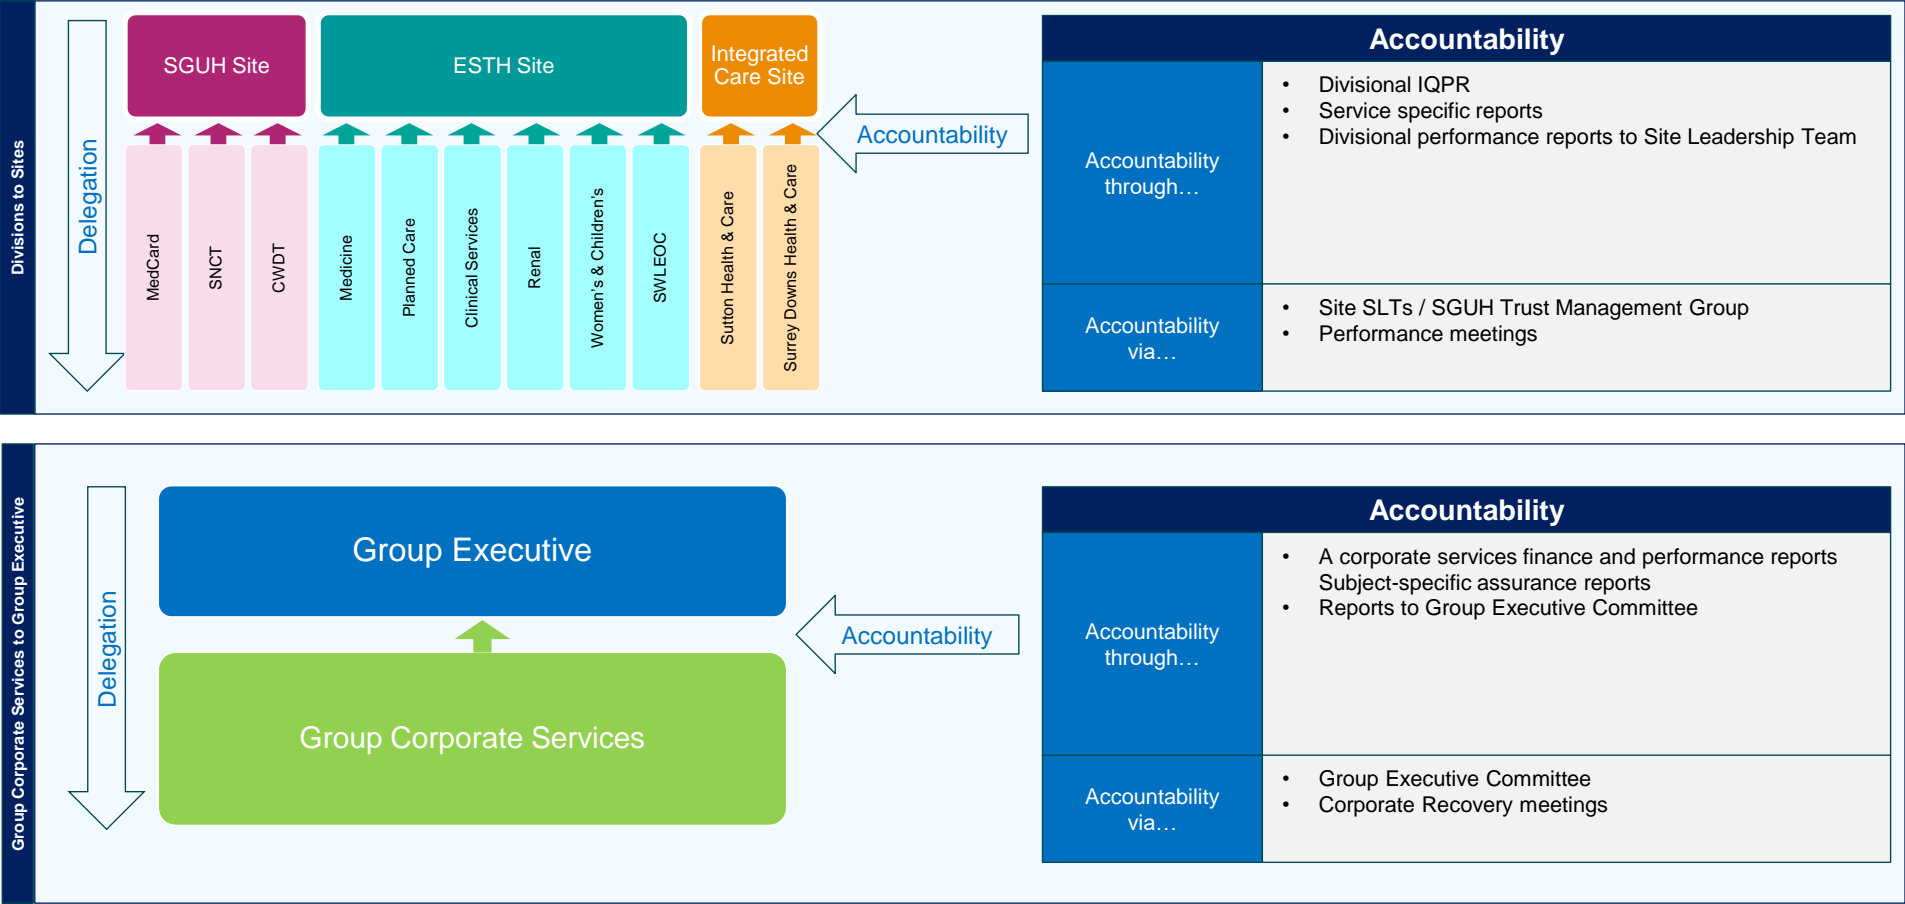 Divisions to Sites
Delegation
SGUH Site
ESTH Site
Integrated
Care Site
MedCard
SNCT
CWDT
Medicine
Planned Care
Clinical Services
Renal
Women's & Children's
SWLEOC
Sutton Health & Care
Surrey Downs Health & Care
Accountability
Accountability
Accountability
through…
• Divisional IQPR
• Service specific reports
• Divisional performance reports to Site Leadership Team
Accountability
via…
• Site SLTs / SGUH Trust Management Group
• Performance meetings
Group Corporate Services to Group Executive
Delegation
Group Executive
Group Corporate Services
Accountability
Accountability
Accountability
through…
• A corporate services finance and performance reports
Subject-specific assurance reports
• Reports to Group Executive Committee
Accountability
via…
• Group Executive Committee
• Corporate Recovery meetings